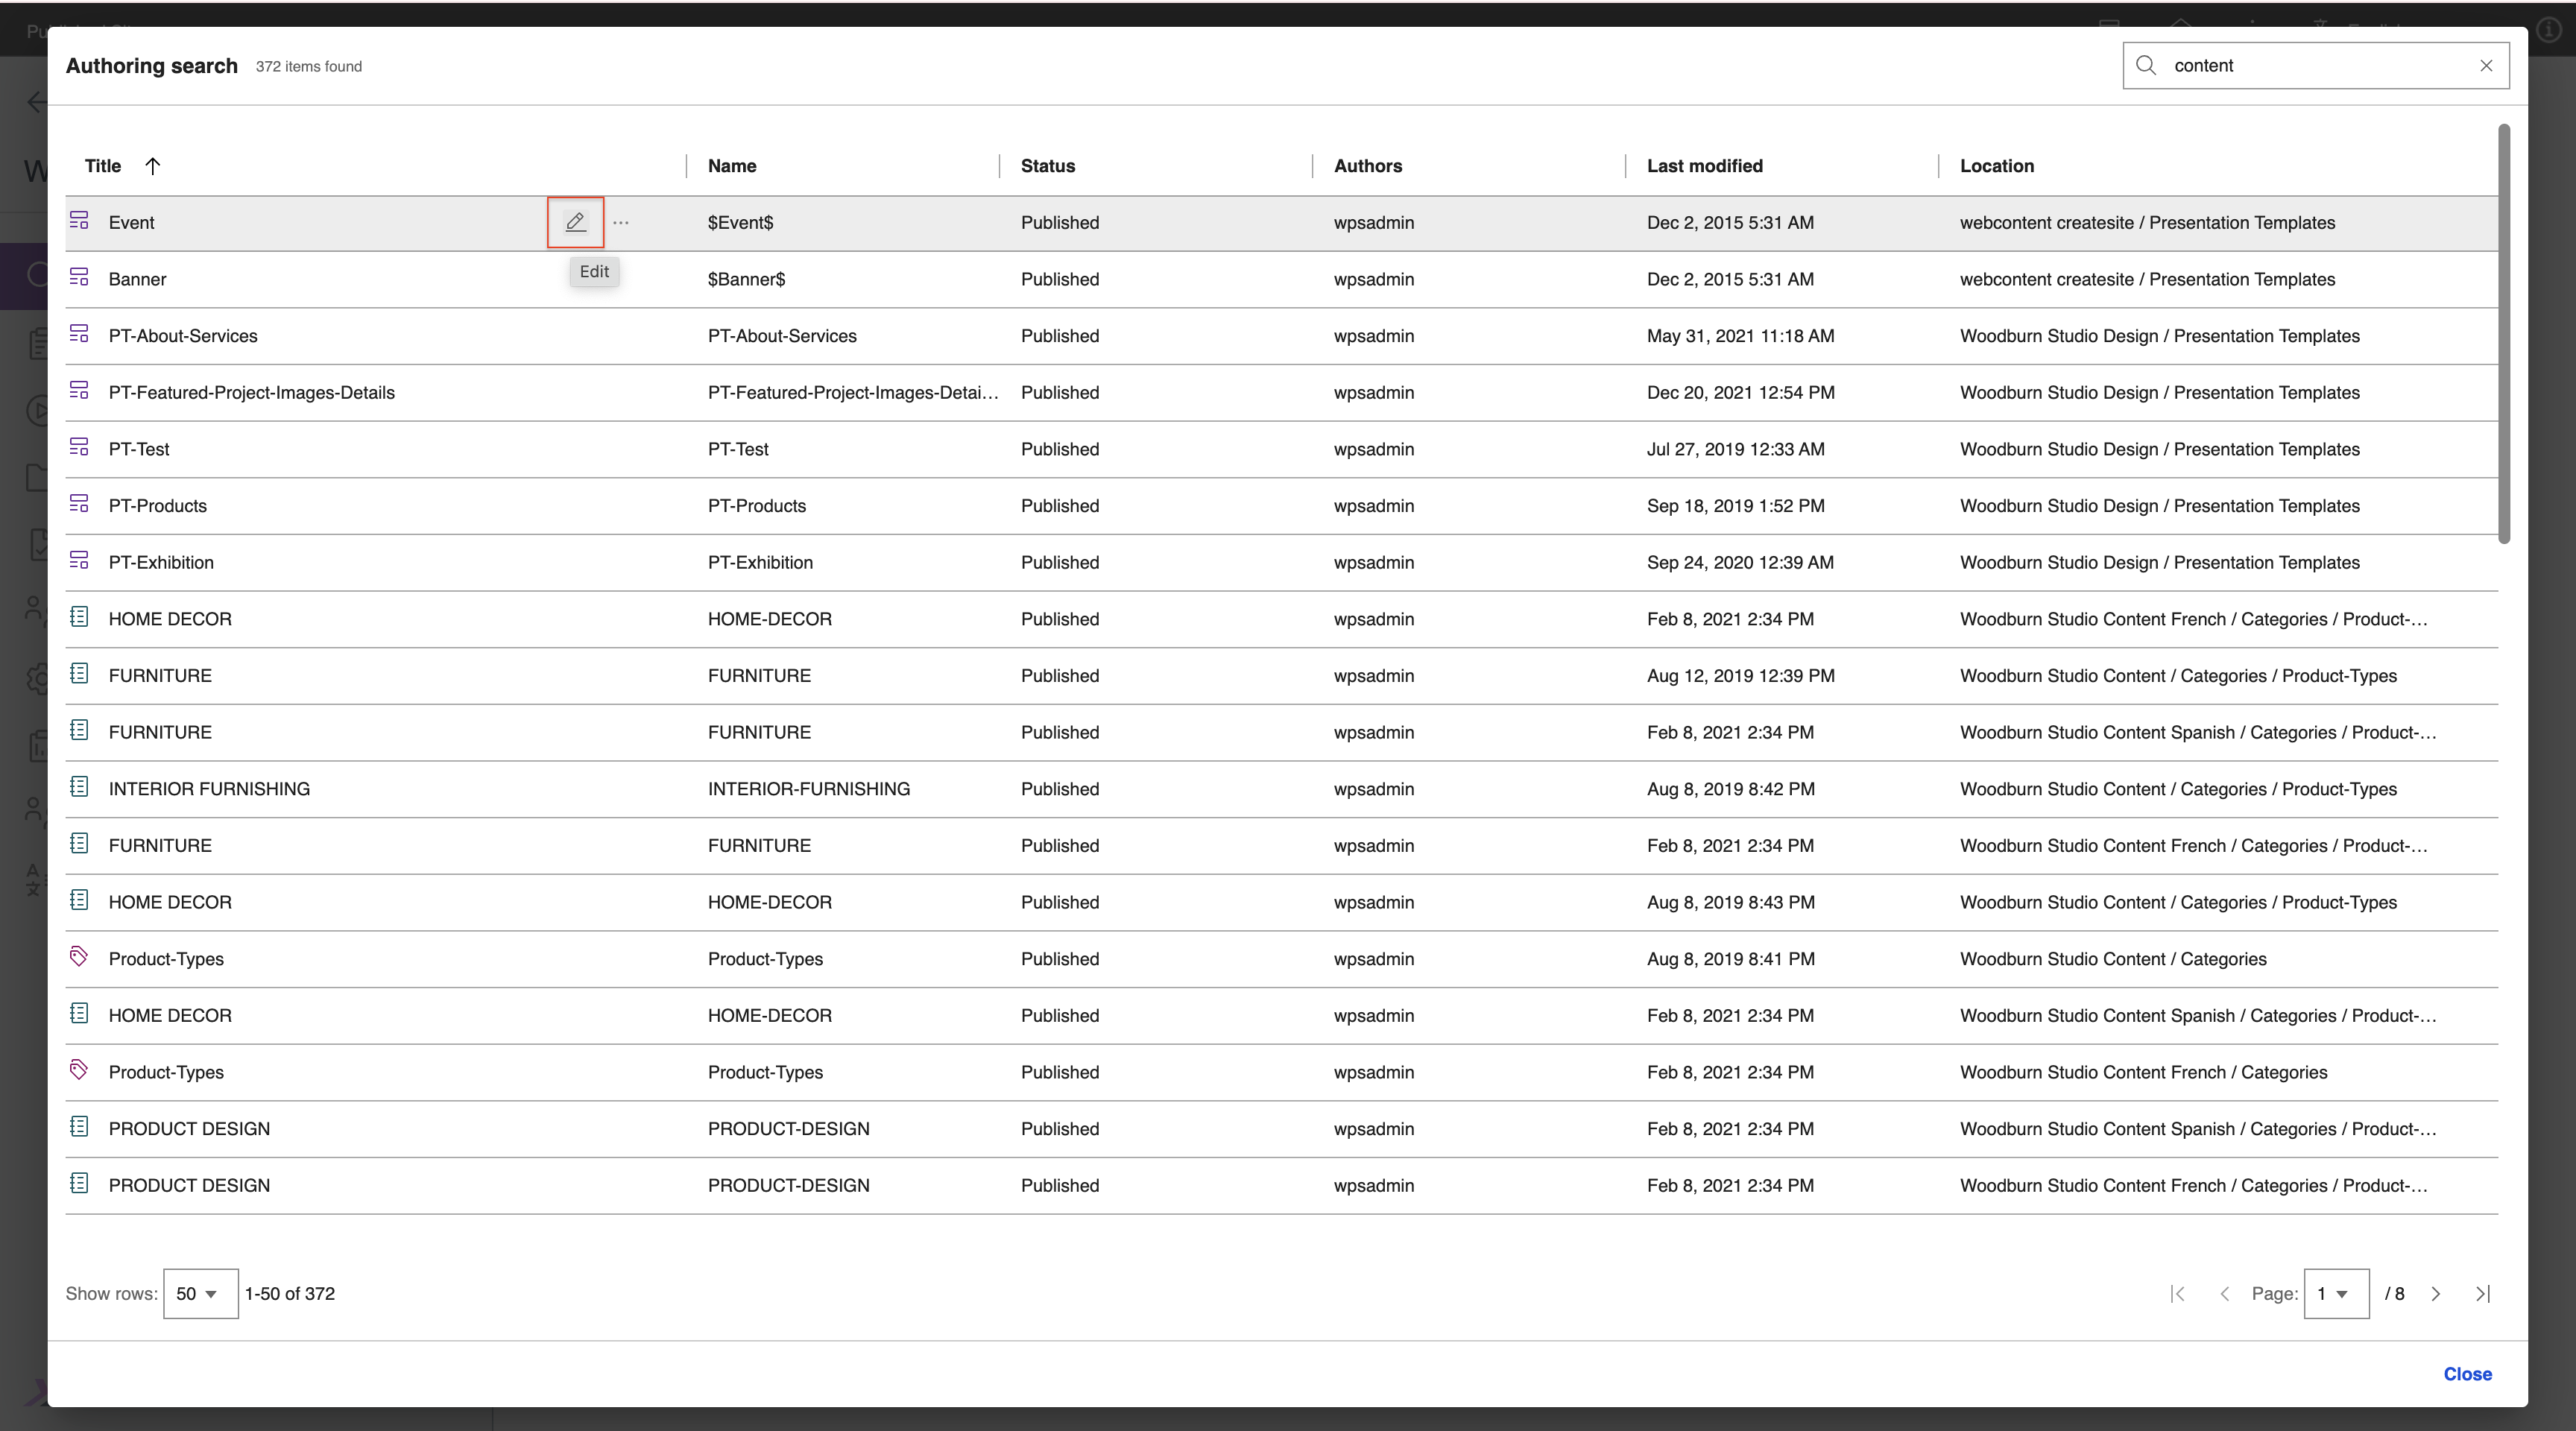 Authoring search 372 items found content
Title Name Status Authors Last modified Location
Event $Event$ Published wpsadmin Dec 2, 2015 5:31 AM webcontent createsite / Presentation Templates
Edit
Banner $Banner$ Published wpsadmin Dec 2, 2015 5:31 AM webcontent createsite / Presentation Templates
PT-About-Services PT-About-Services Published wpsadmin May 31, 2021 11:18 AM Woodburn Studio Design / Presentation Templates
PT-Featured-Project-Images-Details PT-Featured-Project-Images-Detai... Published wpsadmin Dec 20, 2021 12:54 PM Woodburn Studio Design / Presentation Templates
PT-Test PT-Test Published wpsadmin Jul 27, 2019 12:33 AM Woodburn Studio Design / Presentation Templates
PT-Products PT-Products Published wpsadmin Sep 18, 2019 1:52 PM Woodburn Studio Design / Presentation Templates
PT-Exhibition PT-Exhibition Published wpsadmin Sep 24, 2020 12:39 AM Woodburn Studio Design / Presentation Templates
HOME DECOR HOME-DECOR Published wpsadmin Feb 8, 2021 2:34 PM Woodburn Studio Content French / Categories / Product-...
FURNITURE FURNITURE Published wpsadmin Aug 12, 2019 12:39 PM Woodburn Studio Content / Categories / Product-Types
FURNITURE FURNITURE Published wpsadmin Feb 8, 2021 2:34 PM Woodburn Studio Content Spanish / Categories / Product-...
INTERIOR FURNISHING INTERIOR-FURNISHING Published wpsadmin Aug 8, 2019 8:42 PM Woodburn Studio Content / Categories / Product-Types
FURNITURE FURNITURE Published wpsadmin Feb 8, 2021 2:34 PM Woodburn Studio Content French / Categories / Product-...
HOME DECOR HOME-DECOR Published wpsadmin Aug 8, 2019 8:43 PM Woodburn Studio Content / Categories / Product-Types
Product-Types Product-Types Published wpsadmin Aug 8, 2019 8:41 PM Woodburn Studio Content / Categories
HOME DECOR HOME-DECOR Published wpsadmin Feb 8, 2021 2:34 PM Woodburn Studio Content Spanish / Categories / Product-...
Product-Types Product-Types Published wpsadmin Feb 8, 2021 2:34 PM Woodburn Studio Content French / Categories
PRODUCT DESIGN PRODUCT-DESIGN Published wpsadmin Feb 8, 2021 2:34 PM Woodburn Studio Content Spanish / Categories / Product-...
PRODUCT DESIGN PRODUCT-DESIGN Published wpsadmin Feb 8, 2021 2:34 PM Woodburn Studio Content French / Categories / Product-...
Show rows: 50 1-50 of 372 Page: 1 / 8
Close